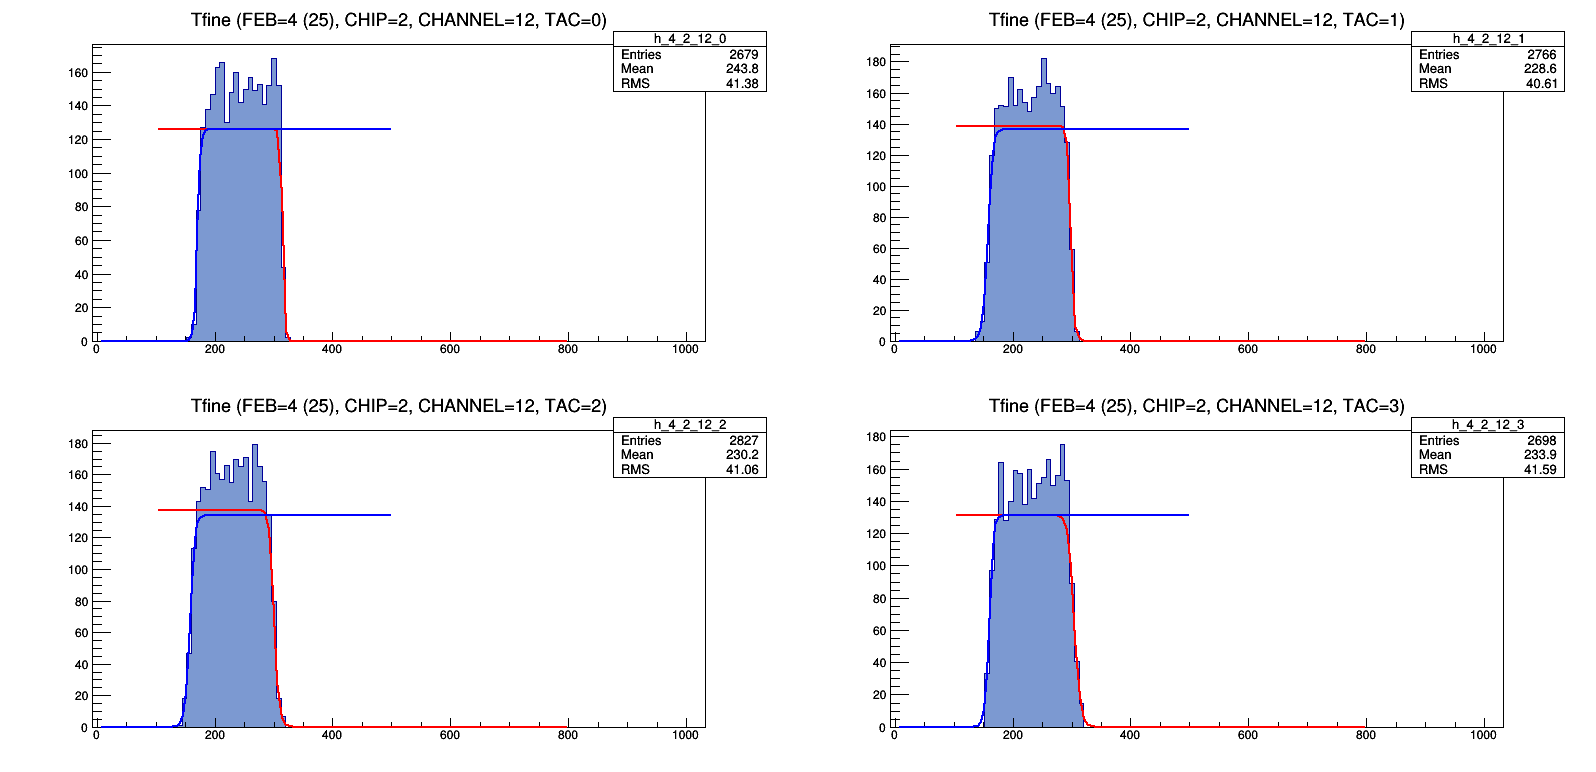 Tfine (FEB=4 (25), CHIP=2, CHANNEL=12, TAC=0)
h_4_2_12_0
Entries 2679
Mean 243.8
RMS 41.38
160
140
120
100
80
60
40
20
0
0 200 400 600 800 1000
Tfine (FEB=4 (25), CHIP=2, CHANNEL=12, TAC=1)
h_4_2_12_1
Entries 2766
Mean 228.6
RMS 40.61
180
160
140
120
100
80
60
40
20
0
0 200 400 600 800 1000
Tfine (FEB=4 (25), CHIP=2, CHANNEL=12, TAC=2)
h_4_2_12_2
Entries 2827
Mean 230.2
RMS 41.06
180
160
140
120
100
80
60
40
20
0
0 200 400 600 800 1000
Tfine (FEB=4 (25), CHIP=2, CHANNEL=12, TAC=3)
h_4_2_12_3
Entries 2698
Mean 233.9
RMS 41.59
180
160
140
120
100
80
60
40
20
0
0 200 400 600 800 1000